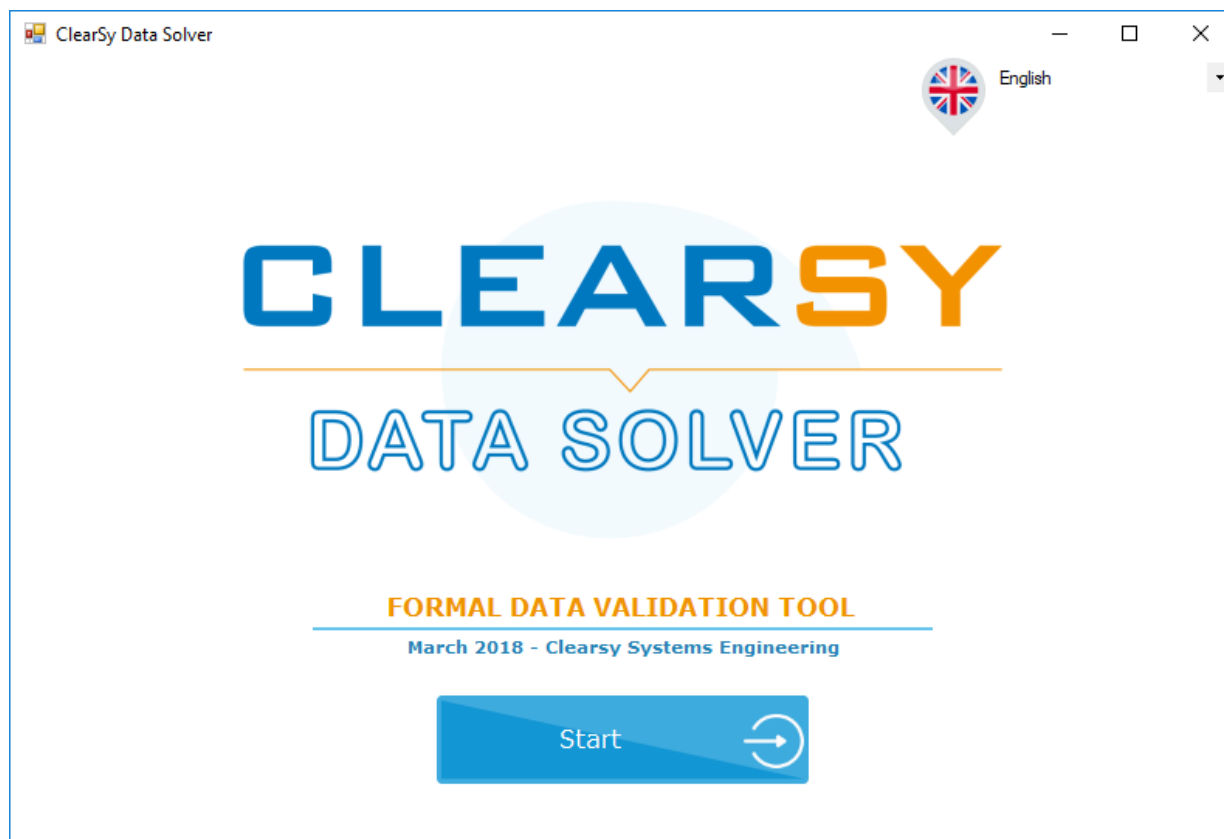 ClearSy Data Solver
English
CLEARSY
DATA SOLVER
FORMAL DATA VALIDATION TOOL
March 2018 - Clearsy Systems Engineering
Start